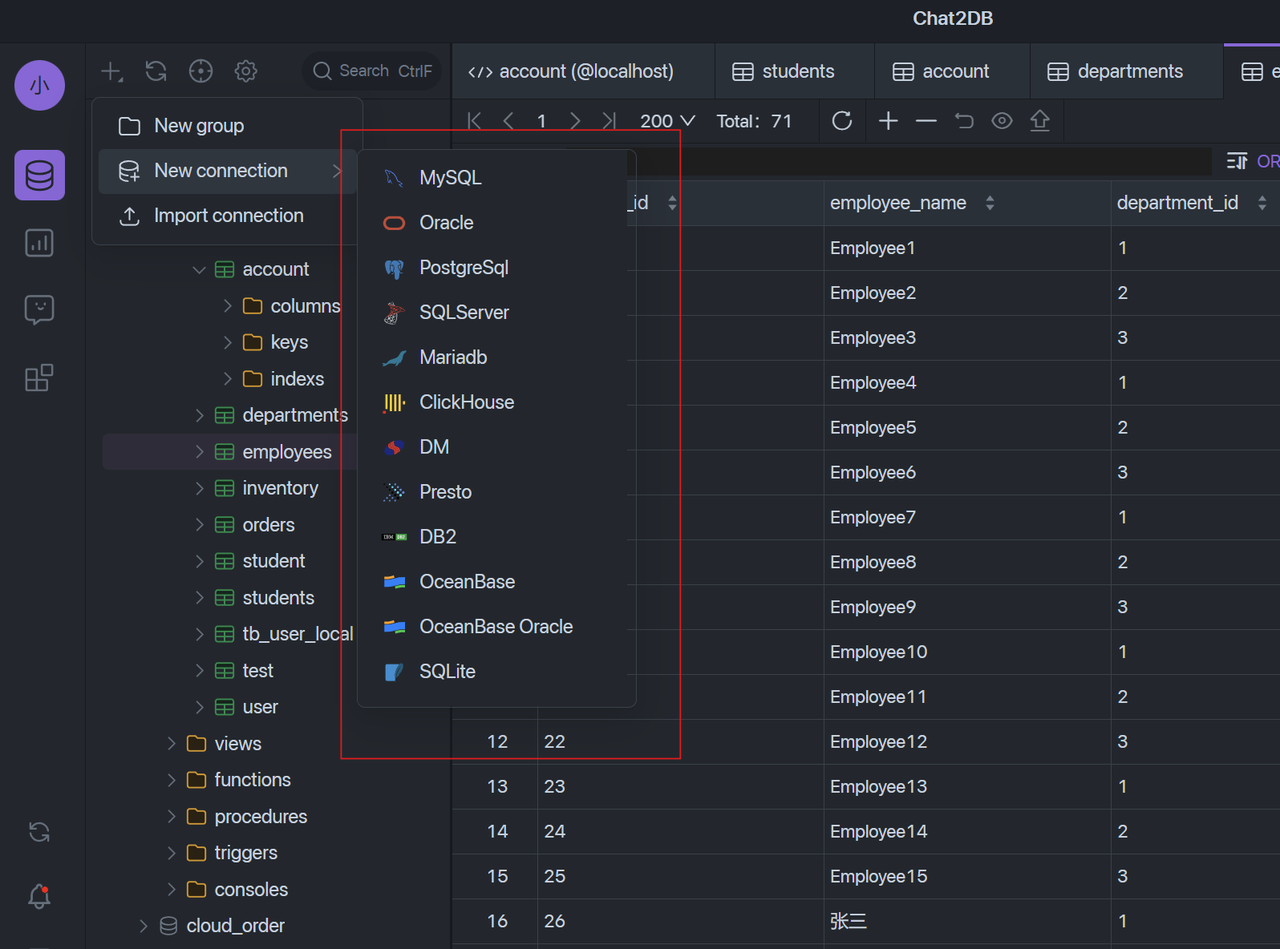 Chat2DB
小
Search CtrlF
account (@localhost)
students
account
departments
e
New group
New connection
Import connection
1
200
Total: 71
OR
MySQL
Oracle
PostgreSql
SQLServer
Mariadb
ClickHouse
DM
Presto
DB2
OceanBase
OceanBase Oracle
SQLite
account
columns
keys
indexs
departments
employees
inventory
orders
student
students
tb_user_local
test
user
views
functions
procedures
triggers
consoles
cloud_order
_id employee_name department_id
Employee1 1
Employee2 2
Employee3 3
Employee4 1
Employee5 2
Employee6 3
Employee7 1
Employee8 2
Employee9 3
Employee10 1
Employee11 2
12 22 Employee12 3
13 23 Employee13 1
14 24 Employee14 2
15 25 Employee15 3
16 26 张三 1